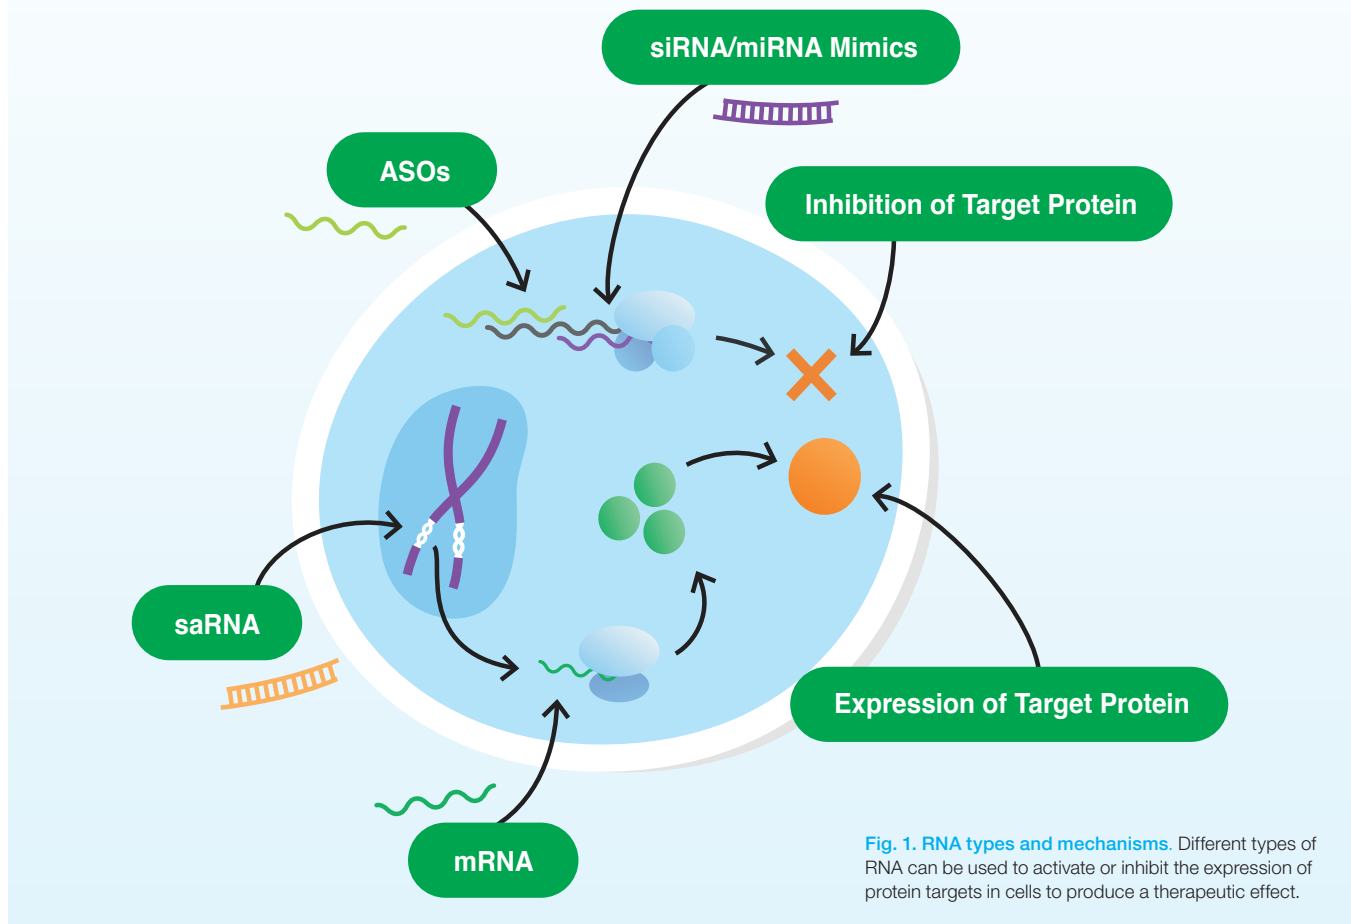 siRNA/miRNA Mimics
ASOs
Inhibition of Target Protein
saRNA
Expression of Target Protein
mRNA
Fig. 1. RNA types and mechanisms. Different types of
RNA can be used to activate or inhibit the expression of
protein targets in cells to produce a therapeutic effect.